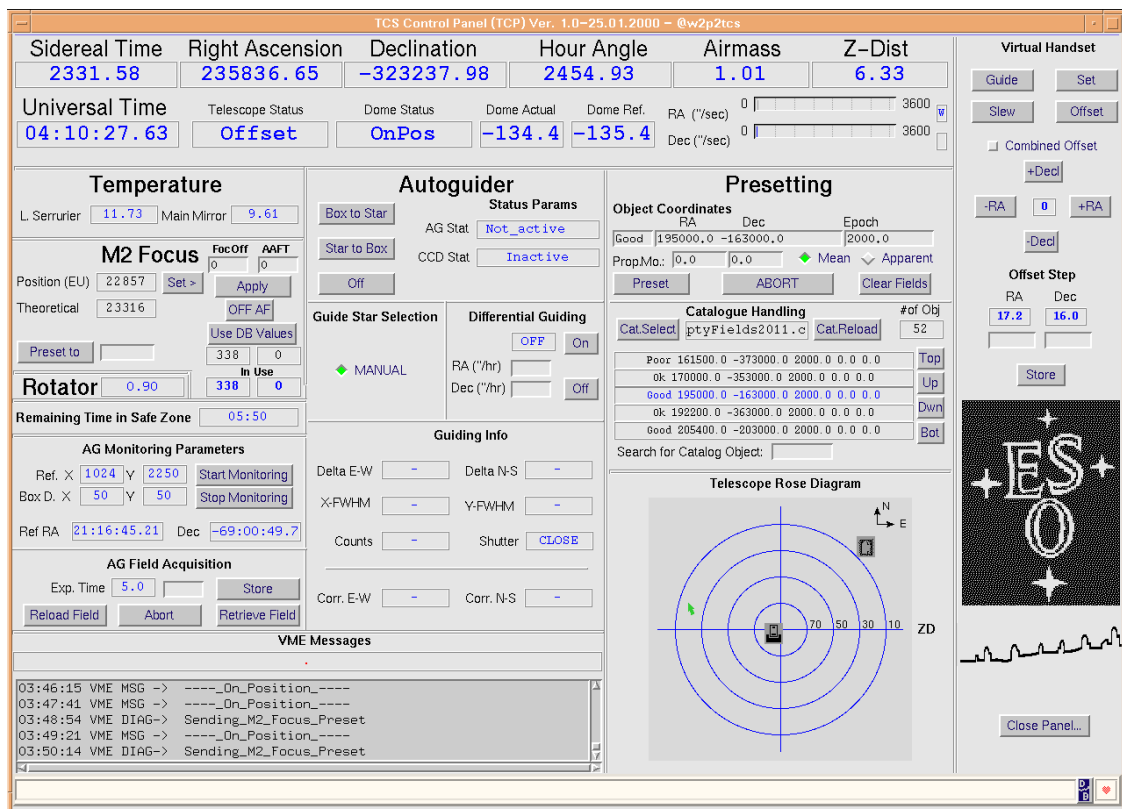 TCS Control Panel (TCP) Ver. 1.0-25.01.2000 - @w2p2tcs
Sidereal Time Right Ascension Declination Hour Angle Airmass Z-Dist
2331.58 235836.65 -323237.98 2454.93 1.01 6.33
Universal Time Telescope Status Dome Status Dome Actual Dome Ref.
04:10:27.63 Offset OnPos -134.4 -135.4
RA ("/sec) 0 3600 W
Dec ("/sec) 0 3600
Temperature
L. Serrurier 11.73 Main Mirror 9.61
M2 Focus FocOff AAFT
0 0
Position (EU) 22857 Set > Apply
Theoretical 23316 OFF AF
Use DB Values
Preset to 338 0
In Use
Rotator 0.90 338 0
Remaining Time in Safe Zone 05:50
AG Monitoring Parameters
Ref. X 1024 Y 2250 Start Monitoring
Box D. X 50 Y 50 Stop Monitoring
Ref RA 21:16:45.21 Dec -69:00:49.7
AG Field Acquisition
Exp. Time 5.0 Store
Reload Field Abort Retrieve Field
Autoguider
Status Params
Box to Star
AG Stat Not_active
Star to Box
CCD Stat Inactive
Off
Guide Star Selection
MANUAL
Differential Guiding
OFF On
RA ("/hr)
Dec ("/hr) Off
Guiding Info
Delta E-W - Delta N-S -
X-FWHM - Y-FWHM -
Counts - Shutter CLOSE
Corr. E-W - Corr. N-S -
Presetting
Object Coordinates
RA Dec Epoch
Good 195000.0 -163000.0 2000.0
Prop.Mo.: 0.0 0.0 Mean Apparent
Preset ABORT Clear Fields
Catalogue Handling #of Obj
Cat.Select ptyFields2011.c Cat.Reload 52
Poor 161500.0 -373000.0 2000.0 0.0 0.0 Top
Ok 170000.0 -353000.0 2000.0 0.0 0.0 Up
Good 195000.0 -163000.0 2000.0 0.0 0.0
Ok 192200.0 -363000.0 2000.0 0.0 0.0 Dwn
Good 205400.0 -203000.0 2000.0 0.0 0.0 Bot
Search for Catalog Object:
Telescope Rose Diagram
N
E
70 50 30 10 ZD
VME Messages
03:46:15 VME MSG -> ----_On_Position_----
03:47:41 VME MSG -> ----_On_Position_----
03:48:54 VME DIAG-> Sending_M2_Focus_Preset
03:49:21 VME MSG -> ----_On_Position_----
03:50:14 VME DIAG-> Sending_M2_Focus_Preset
Virtual Handset
Guide Set
Slew Offset
Combined Offset
+Decl
-RA 0 +RA
-Decl
Offset Step
RA Dec
17.2 16.0
Store
ESO
Close Panel...
D/B